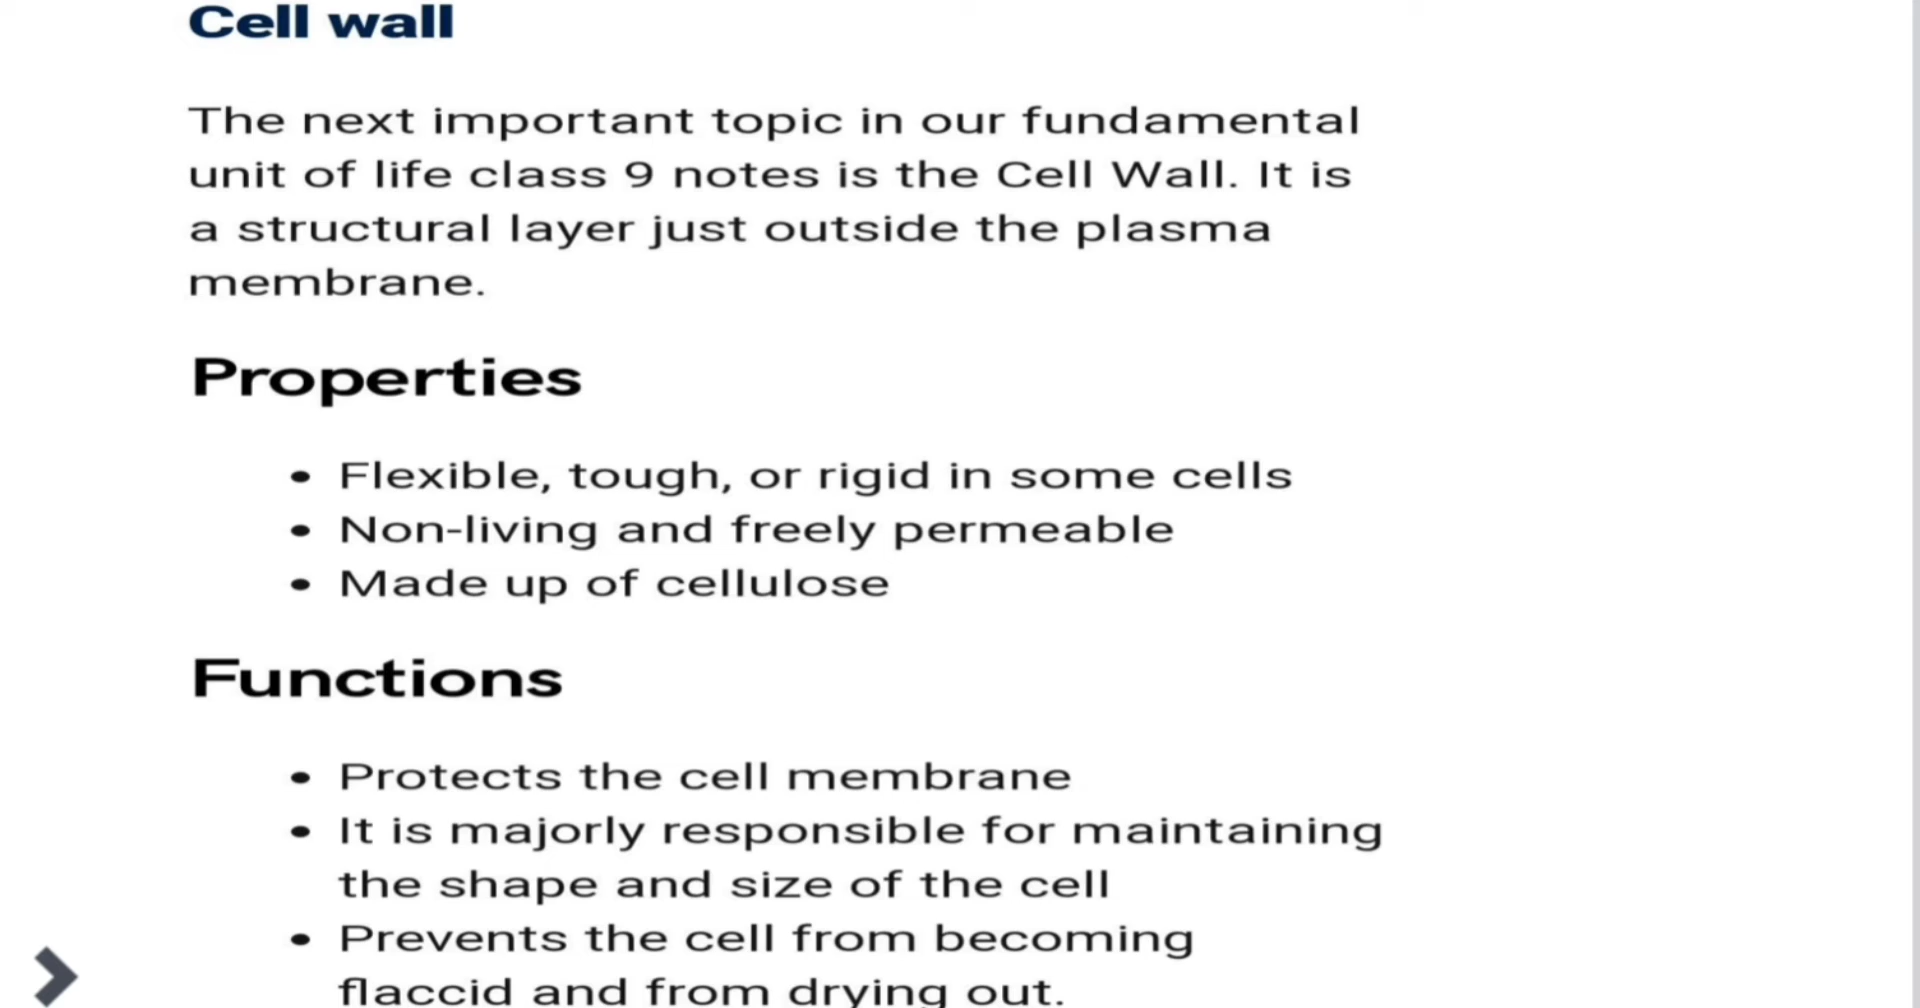 Cell wall
The next important topic in our fundamental
unit of life class 9 notes is the Cell Wall. It is
a structural layer just outside the plasma
membrane.
Properties
• Flexible, tough, or rigid in some cells
• Non-living and freely permeable
• Made up of cellulose
Functions
• Protects the cell membrane
• It is majorly responsible for maintaining
the shape and size of the cell
• Prevents the cell from becoming
flaccid and from drying out.